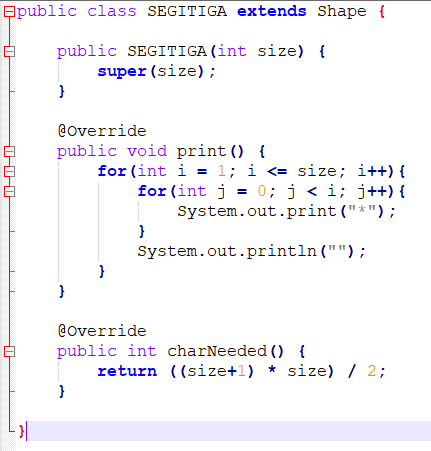 public class SEGITIGA extends Shape {
public SEGITIGA(int size) {
super(size);
}
@Override
public void print() {
for(int i = 1; i <= size; i++){
for(int j = 0; j < i; j++){
System.out.print("*");
}
System.out.println("");
}
}
@Override
public int charNeeded() {
return ((size+1) * size) / 2;
}
}